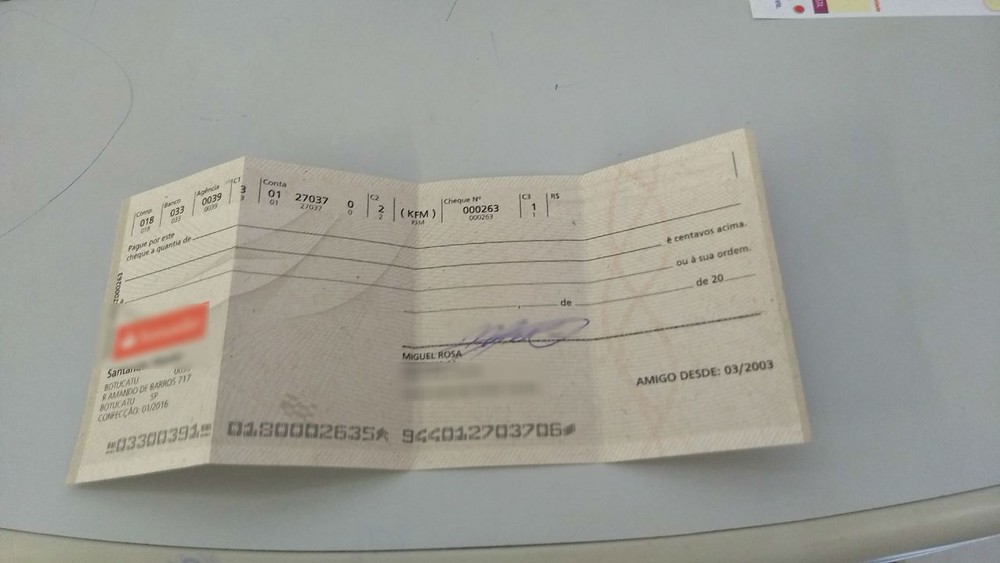 Comp Banco Agência C1 Conta C2 Cheque Nº C3 R$
018 033 0039 3 01 27037 0 2 (KFM) 000263 1
018 033 0039 3 01 27037 0 2 KFM 000263 1
Pague por este
cheque a quantia de
e centavos acima.
a
ou à sua ordem.
de de 20
MIGUEL ROSA
BOTUCATU
R AMANDO DE BARROS 717
BOTUCATU SP
CONFECÇÃO: 01/2016
AMIGO DESDE: 03/2003
03300391 0180002635 944012703706